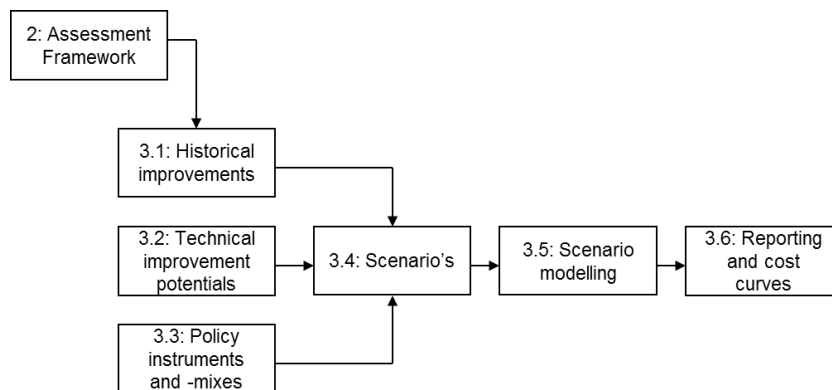 2: Assessment
Framework
3.1: Historical
improvements
3.2: Technical
improvement
potentials
3.3: Policy
instruments
and -mixes
3.4: Scenario’s
3.5: Scenario
modelling
3.6: Reporting
and cost
curves